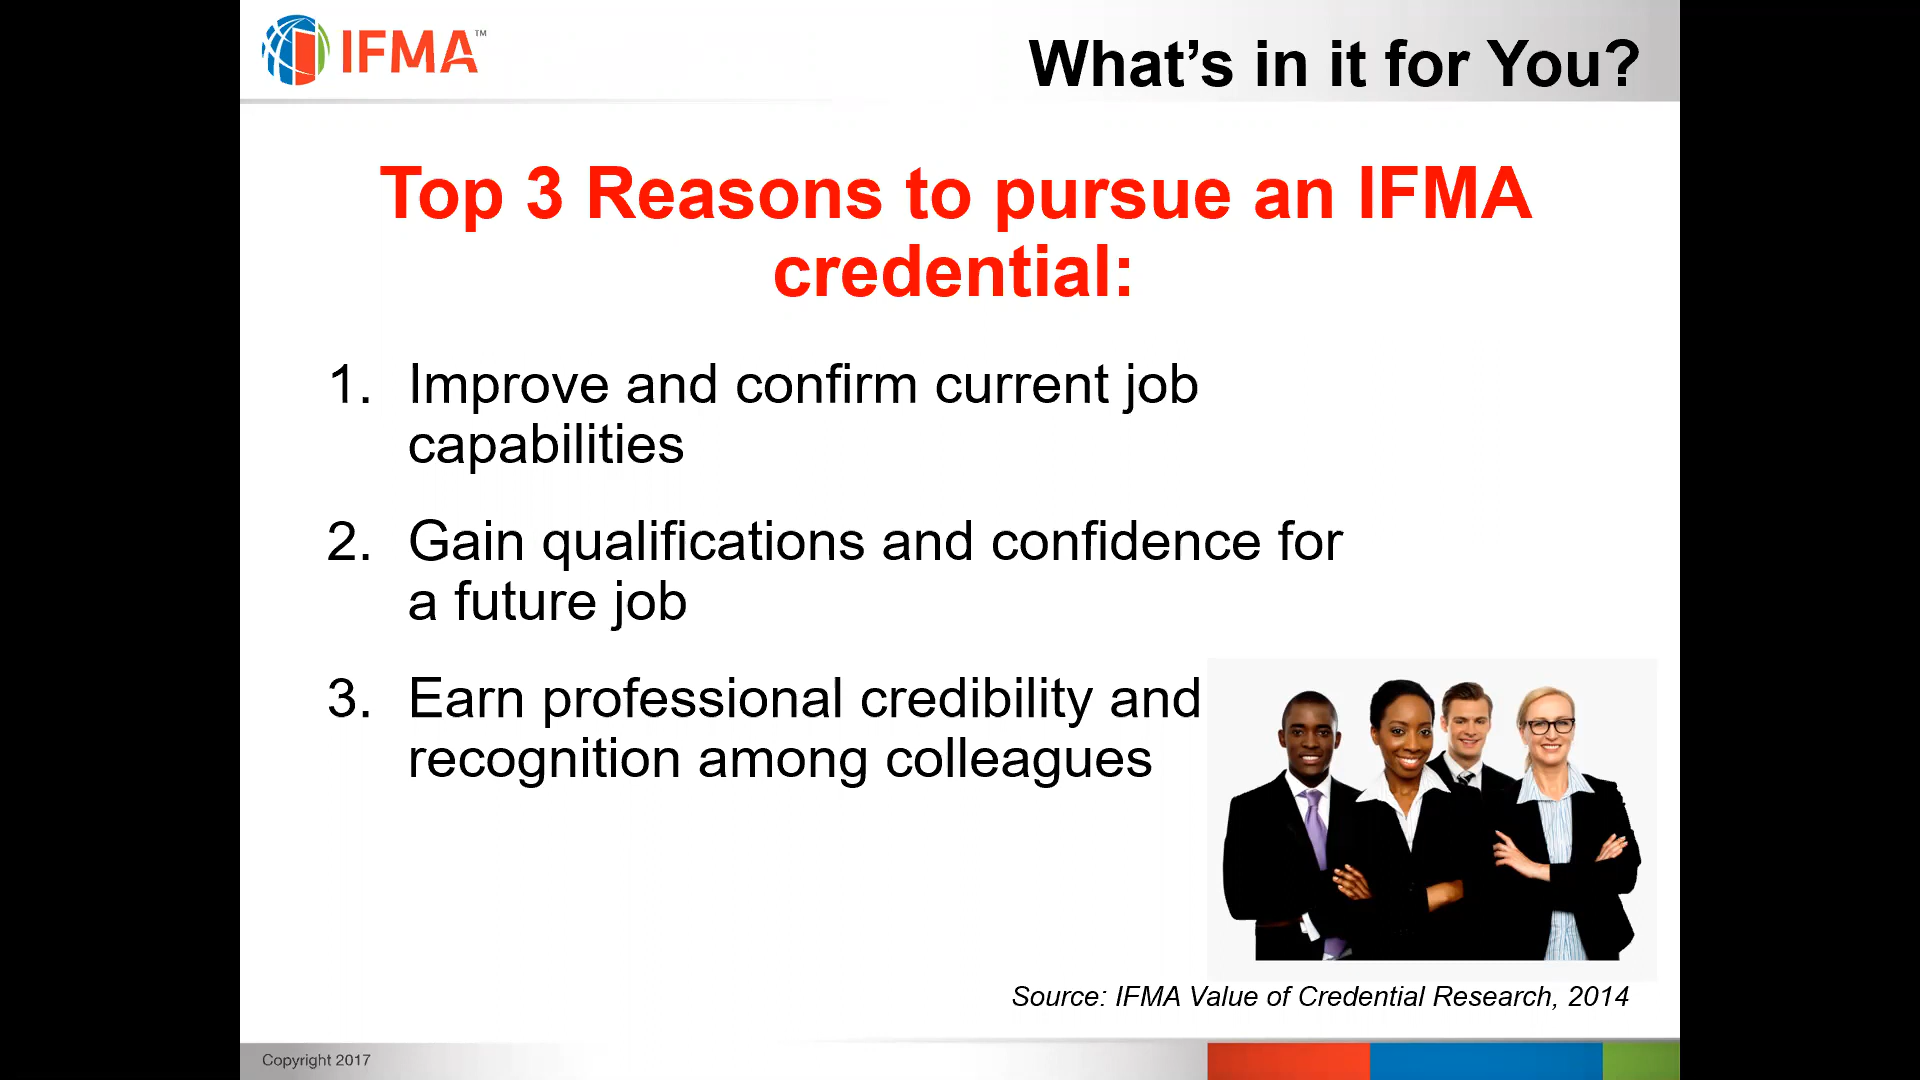 IFMA™
What’s in it for You?
Top 3 Reasons to pursue an IFMA
credential:
1. Improve and confirm current job
capabilities
2. Gain qualifications and confidence for
a future job
3. Earn professional credibility and
recognition among colleagues
Source: IFMA Value of Credential Research, 2014
Copyright 2017